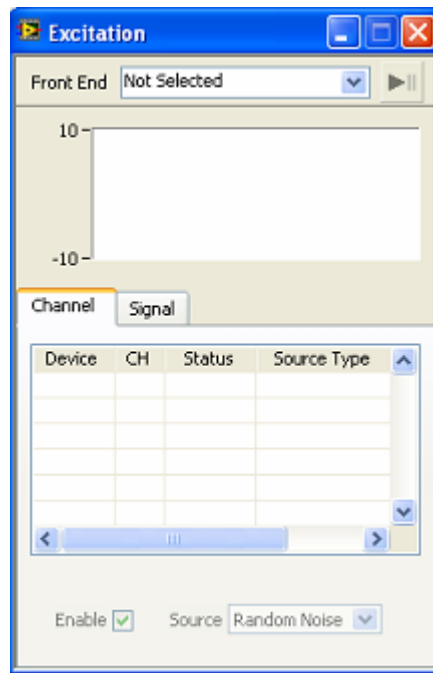 Excitation
Front End Not Selected
10
-10
Channel Signal
Device CH Status Source Type
Enable Source Random Noise